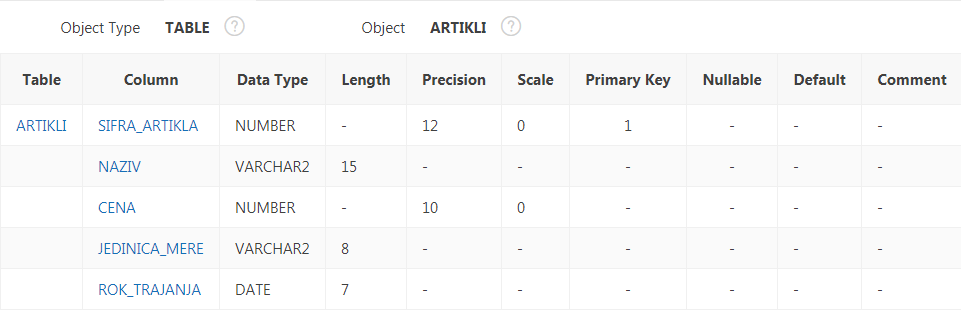 Object Type TABLE ? Object ARTIKLI ?
Table Column Data Type Length Precision Scale Primary Key Nullable Default Comment
ARTIKLI SIFRA_ARTIKLA NUMBER - 12 0 1 - - -
NAZIV VARCHAR2 15 - - - - - -
CENA NUMBER - 10 0 - - - -
JEDINICA_MERE VARCHAR2 8 - - - - - -
ROK_TRAJANJA DATE 7 - - - - - -